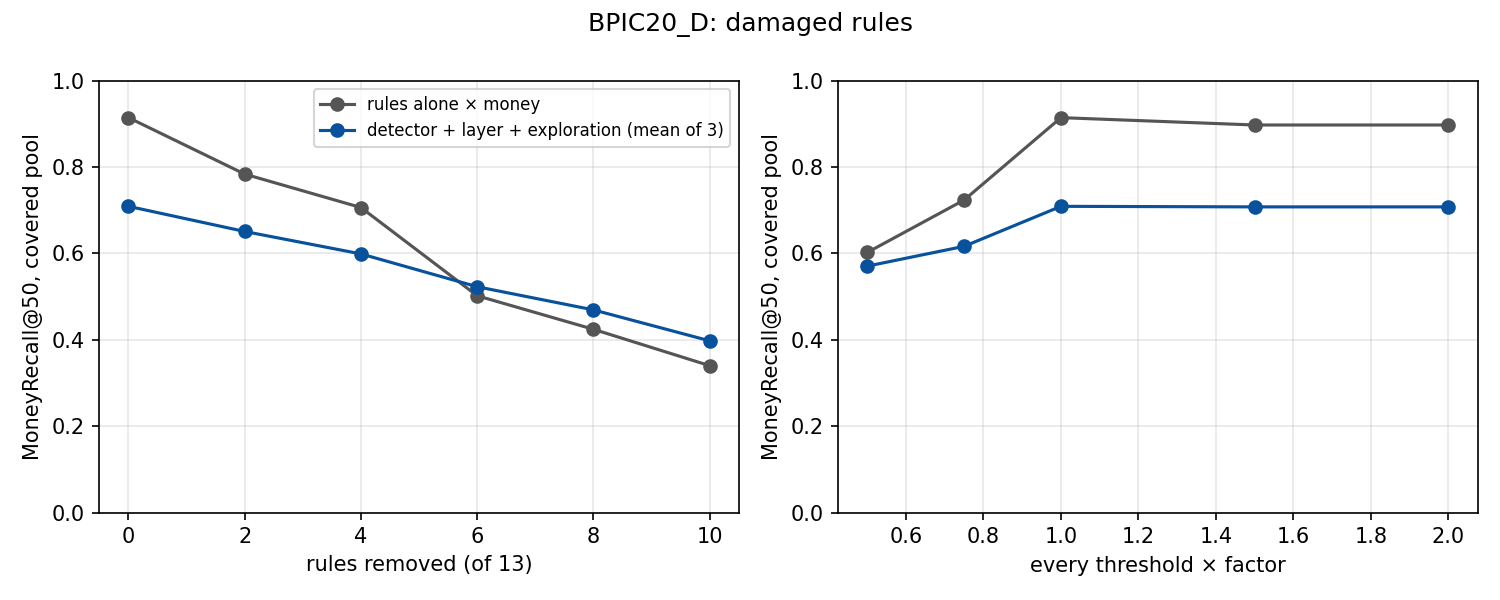 BPIC20_D: damaged rules
MoneyRecall@50, covered pool
1.0
0.8
0.6
0.4
0.2
0.0
rules alone × money
detector + layer + exploration (mean of 3)
0 2 4 6 8 10
rules removed (of 13)
MoneyRecall@50, covered pool
1.0
0.8
0.6
0.4
0.2
0.0
0.6 0.8 1.0 1.2 1.4 1.6 1.8 2.0
every threshold × factor